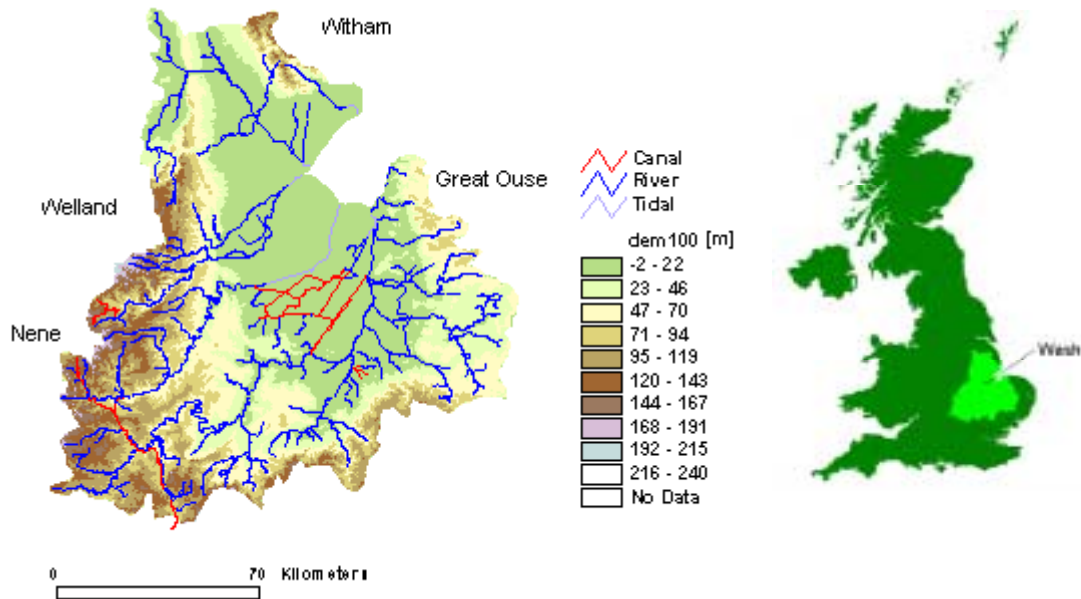 Witham
Great Ouse
Welland
Nene
Canal
River
Tidal
dem100 [m]
-2 - 22
23 - 46
47 - 70
71 - 94
95 - 119
120 - 143
144 - 167
168 - 191
192 - 215
216 - 240
No Data
Wash
0 70 Kilometers